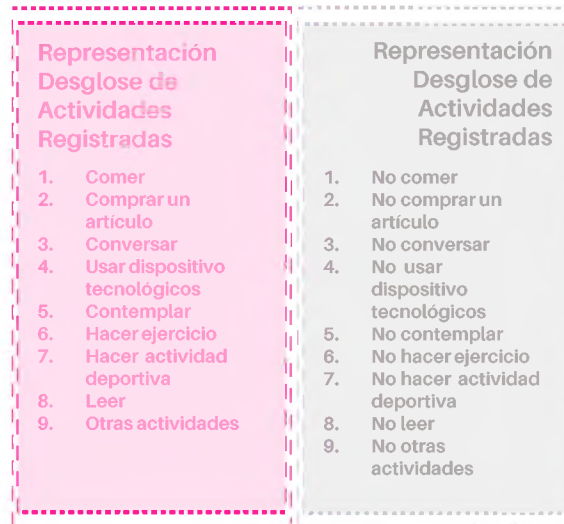 Representación
Desglose de
Actividades
Registradas
1. Comer
2. Comprar un
artículo
3. Conversar
4. Usar dispositivo
tecnológicos
5. Contemplar
6. Hacer ejercicio
7. Hacer actividad
deportiva
8. Leer
9. Otras actividades
Representación
Desglose de
Actividades
Registradas
1. No comer
2. No comprar un
artículo
3. No conversar
4. No usar
dispositivo
tecnológicos
5. No contemplar
6. No hacer ejercicio
7. No hacer actividad
deportiva
8. No leer
9. No otras
actividades